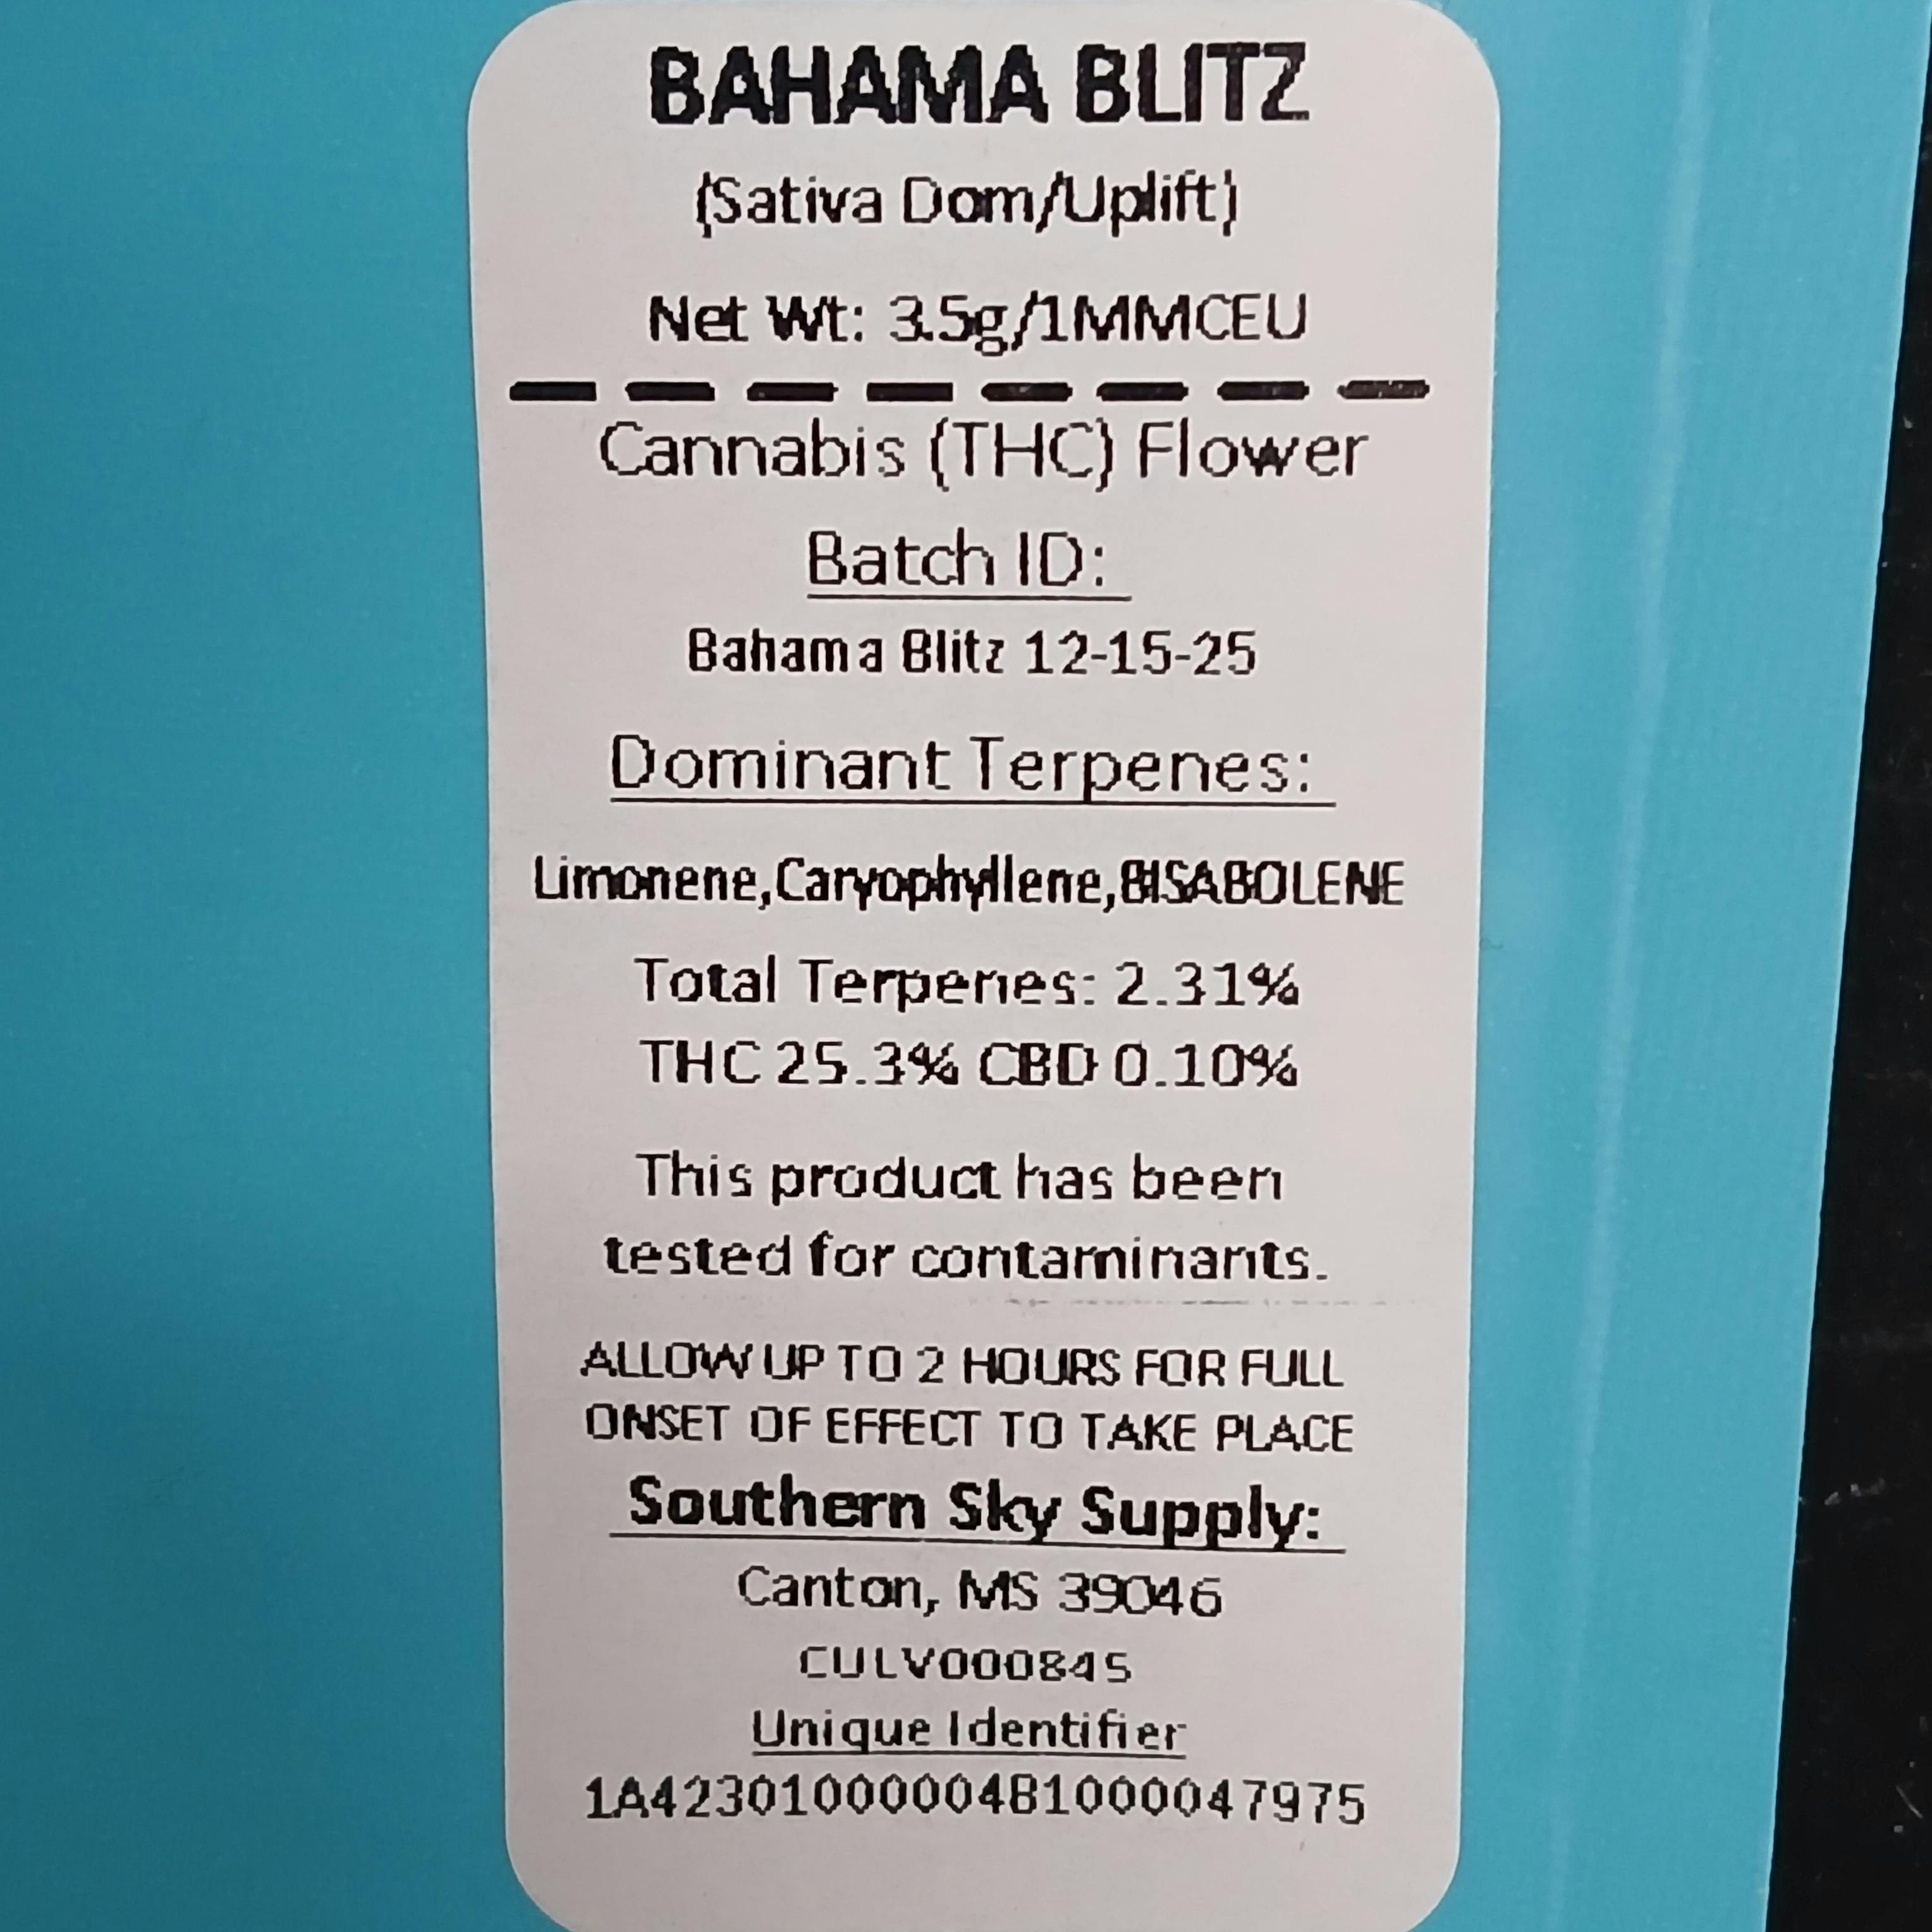 BAHAMA BLITZ
(Sativa Dom/Uplift)
Net Wt: 3.5g/1MMCEU
Cannabis (THC) Flower
Batch ID:
Bahama Blitz 12-15-25
Dominant Terpenes:
Limonene,Caryophyllene,BISABOLENE
Total Terpenes: 2.31%
THC 25.3% CBD 0.10%
This product has been
tested for contaminants.
ALLOW UP TO 2 HOURS FOR FULL
ONSET OF EFFECT TO TAKE PLACE
Southern Sky Supply:
Canton, MS 39046
CULV000845
Unique Identifier
1A4230100000481000047975